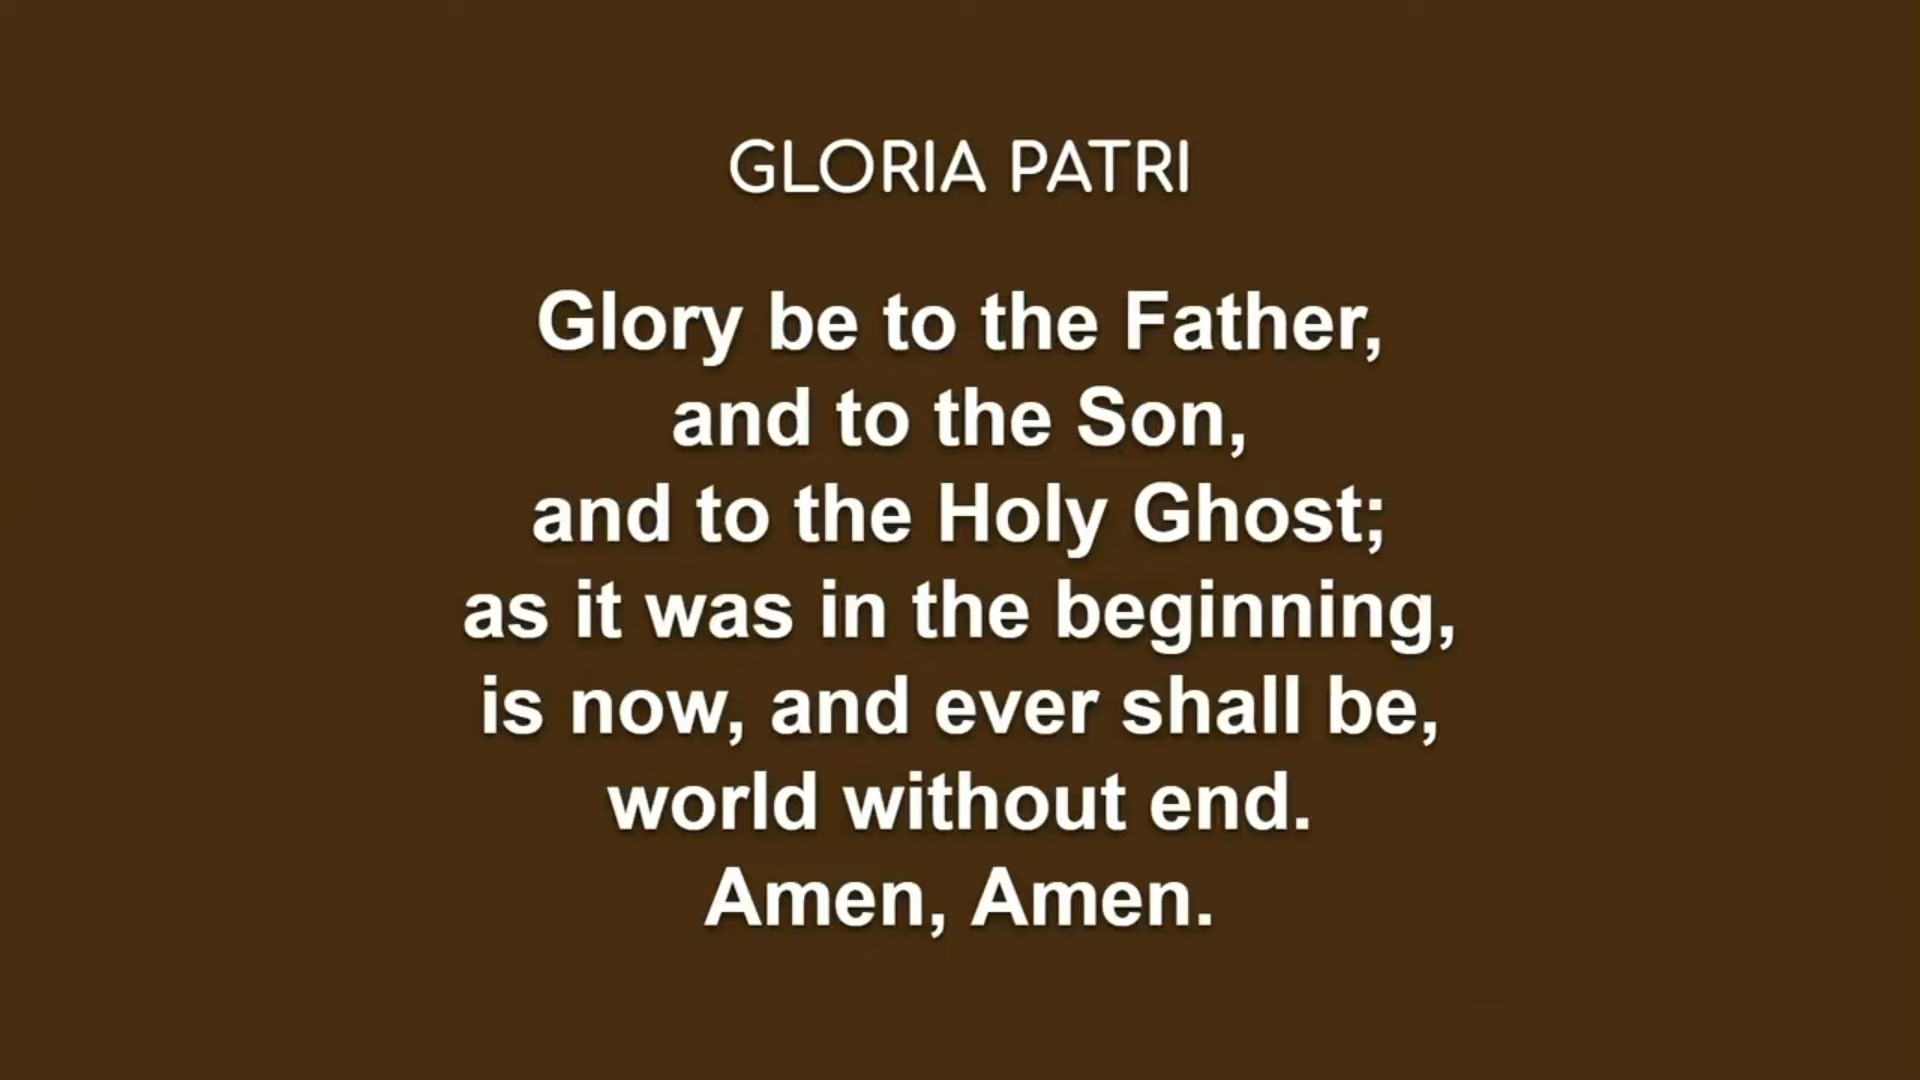 GLORIA PATRI
Glory be to the Father,
and to the Son,
and to the Holy Ghost;
as it was in the beginning,
is now, and ever shall be,
world without end.
Amen, Amen.